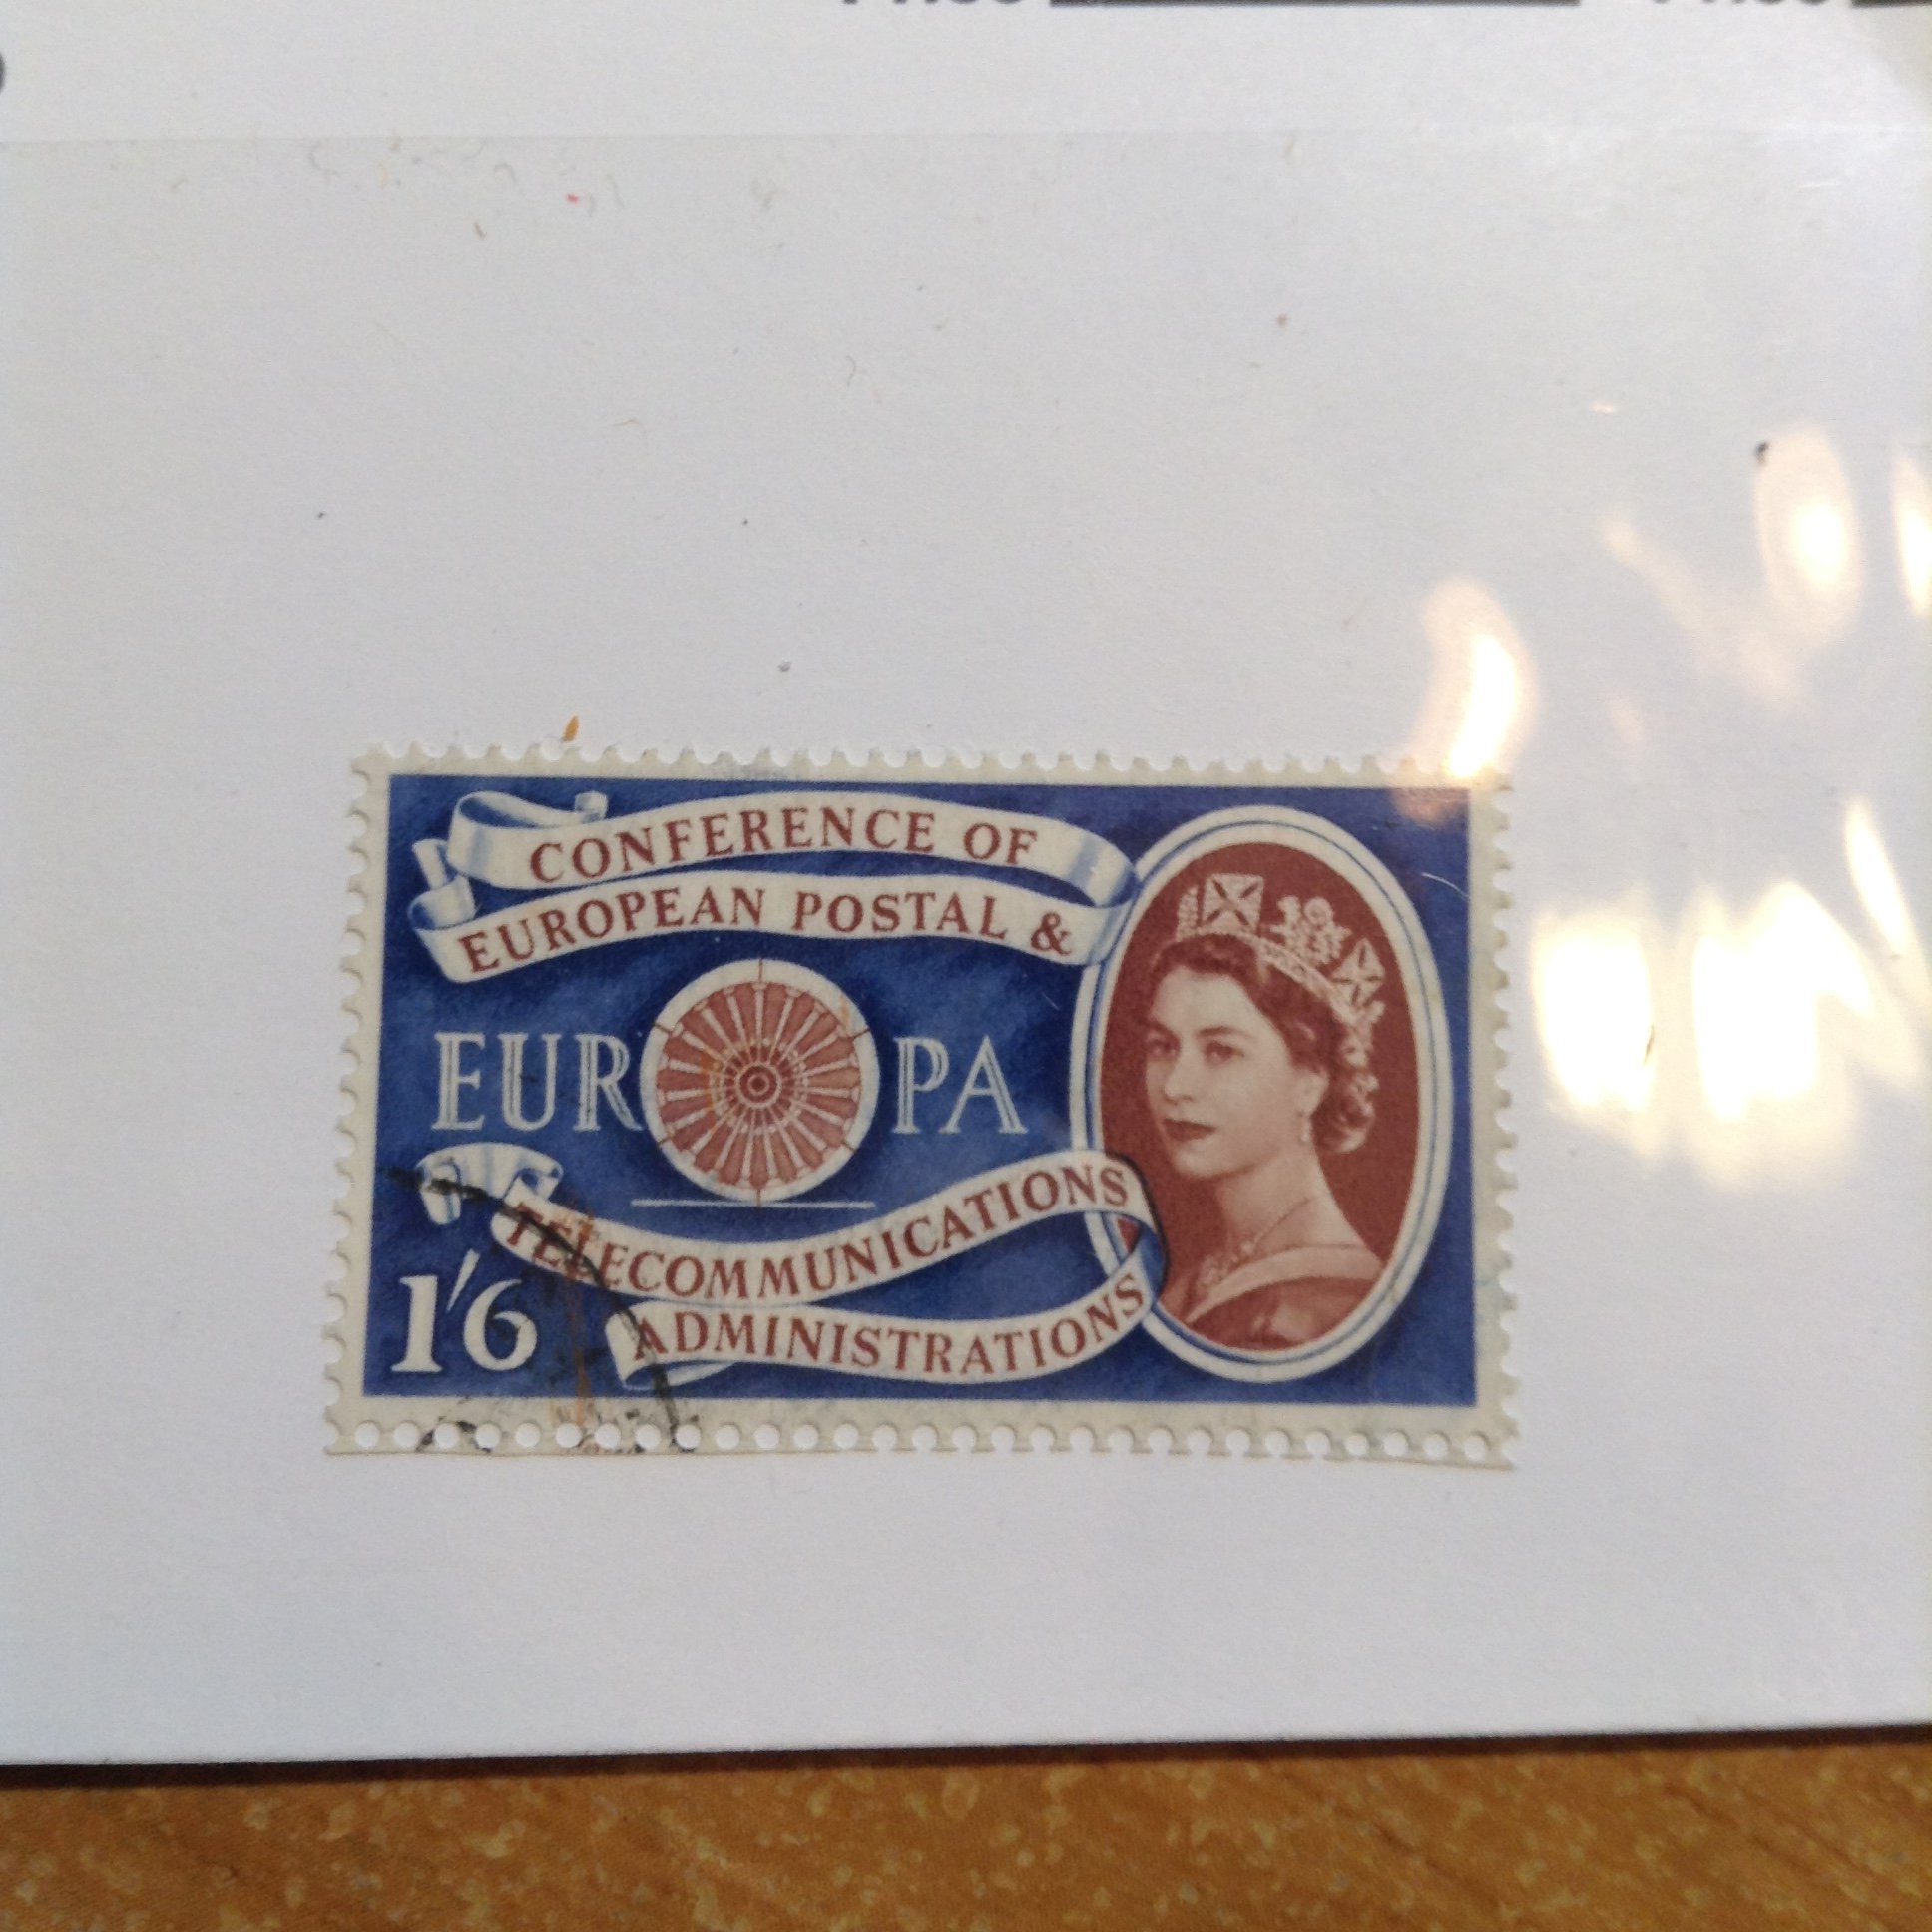 CONFERENCE OF
EUROPEAN POSTAL &
EUR PA
TELECOMMUNICATIONS
ADMINISTRATIONS
1'6